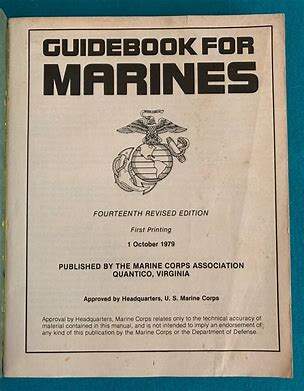 GUIDEBOOK FOR
MARINES
FOURTEENTH REVISED EDITION
First Printing
1 October 1979
PUBLISHED BY THE MARINE CORPS ASSOCIATION
QUANTICO, VIRGINIA
Approved by Headquarters, U. S. Marine Corps
Approval by Headquarters, Marine Corps relates only to the technical accuracy of
material contained in this manual, and is not intended to imply an endorsement of
any kind of this publication by the Marine Corps or the Department of Defense.